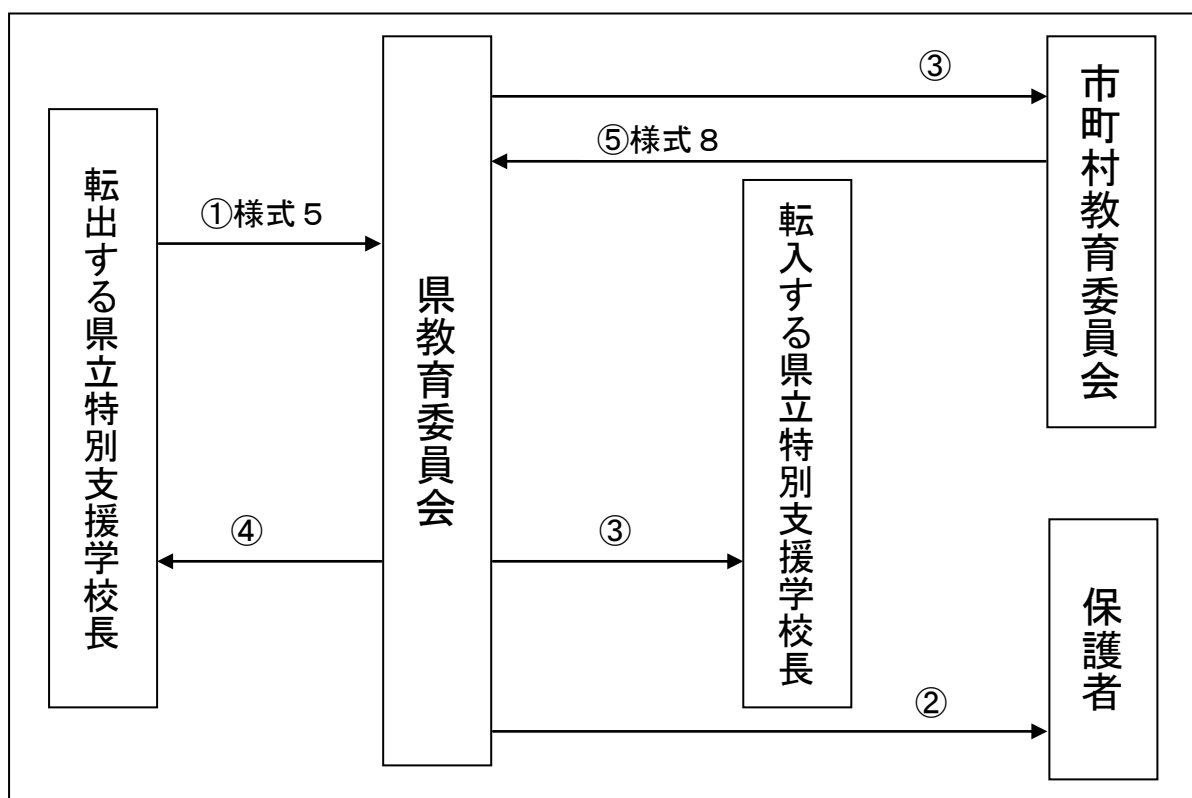 転出する県立特別支援学校長
①様式５
県教育委員会
③
⑤様式８
市町村教育委員会
転入する県立特別支援学校長
④
③
②
保護者